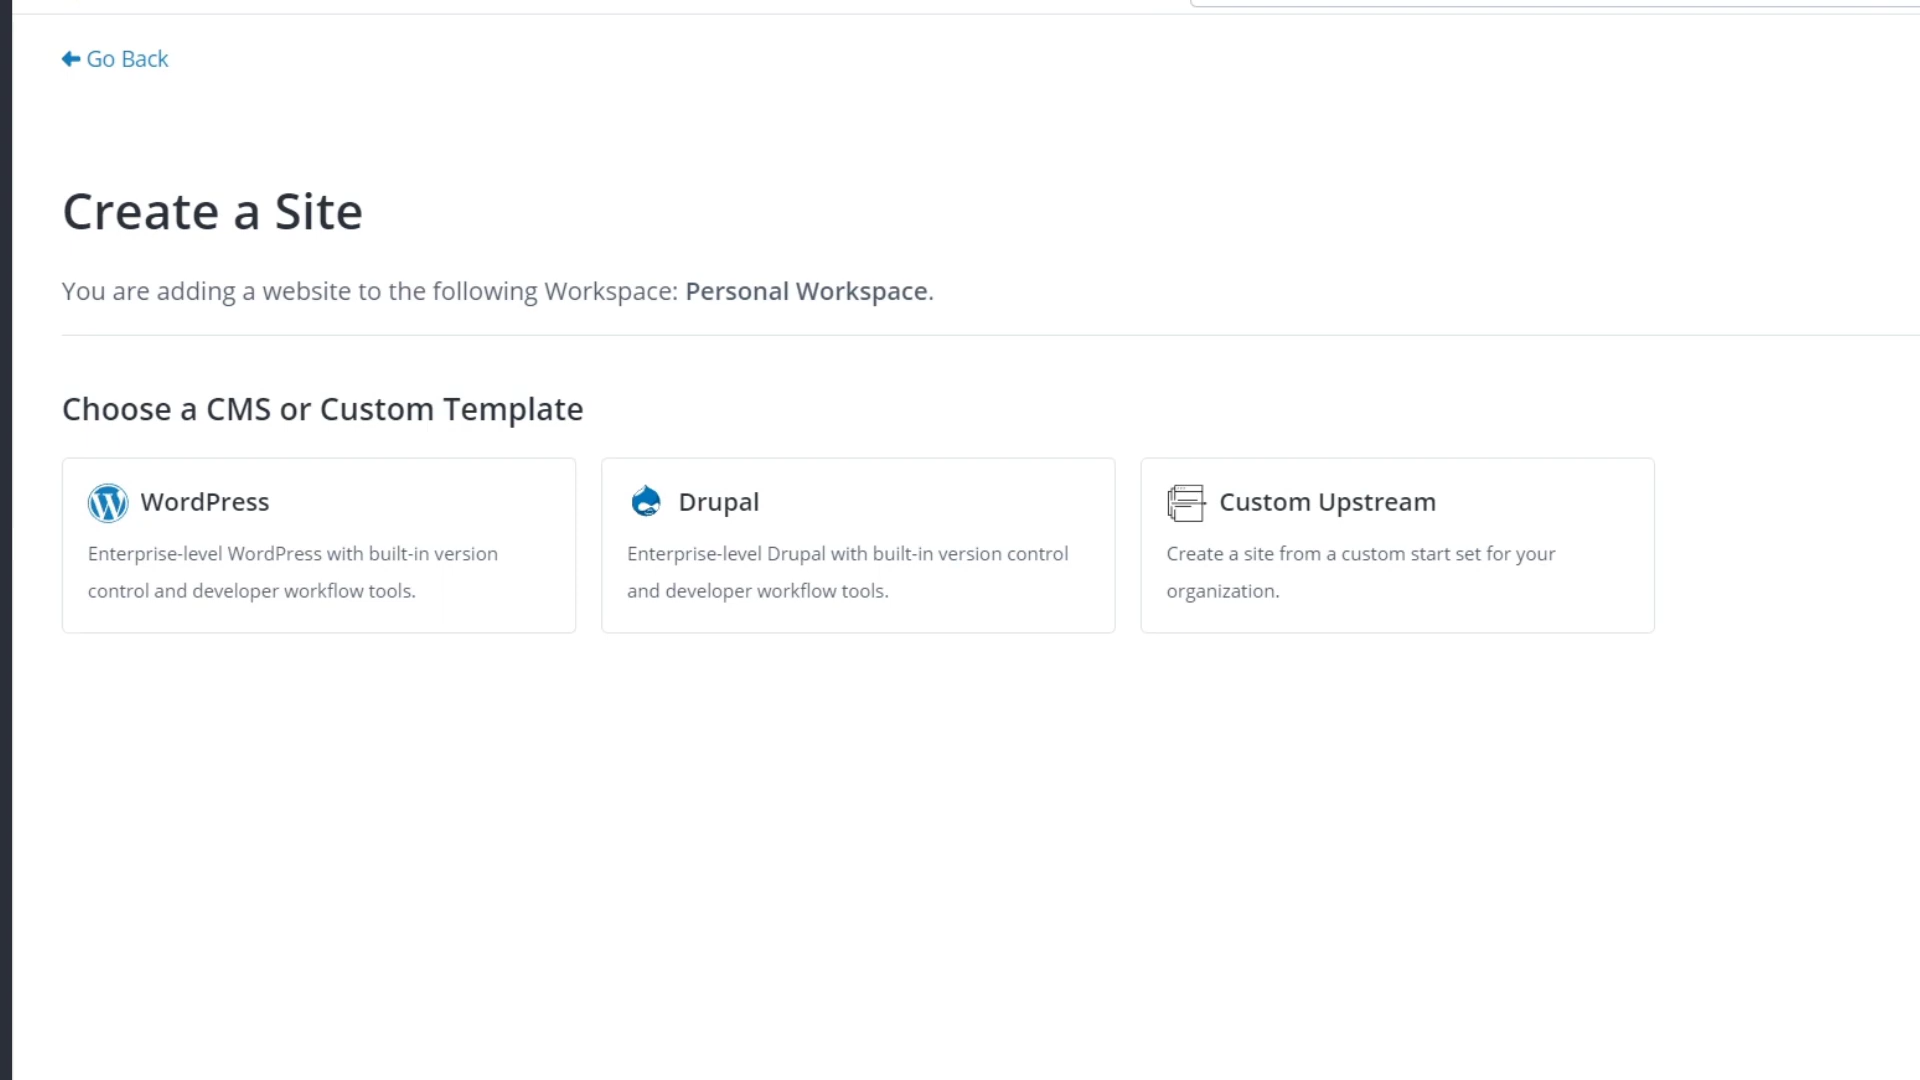 Go Back
Create a Site
You are adding a website to the following Workspace: Personal Workspace.
Choose a CMS or Custom Template
WordPress
Enterprise-level WordPress with built-in version
control and developer workflow tools.
Drupal
Enterprise-level Drupal with built-in version control
and developer workflow tools.
Custom Upstream
Create a site from a custom start set for your
organization.